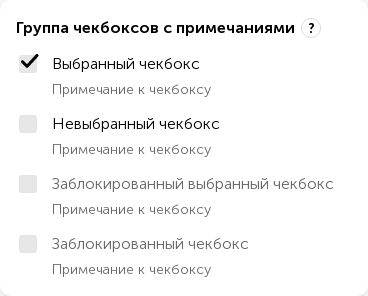 Группа чекбоксов с примечаниями ?
Выбранный чекбокс
Примечание к чекбоксу
Невыбранный чекбокс
Примечание к чекбоксу
Заблокированный выбранный чекбокс
Примечание к чекбоксу
Заблокированный чекбокс
Примечание к чекбоксу